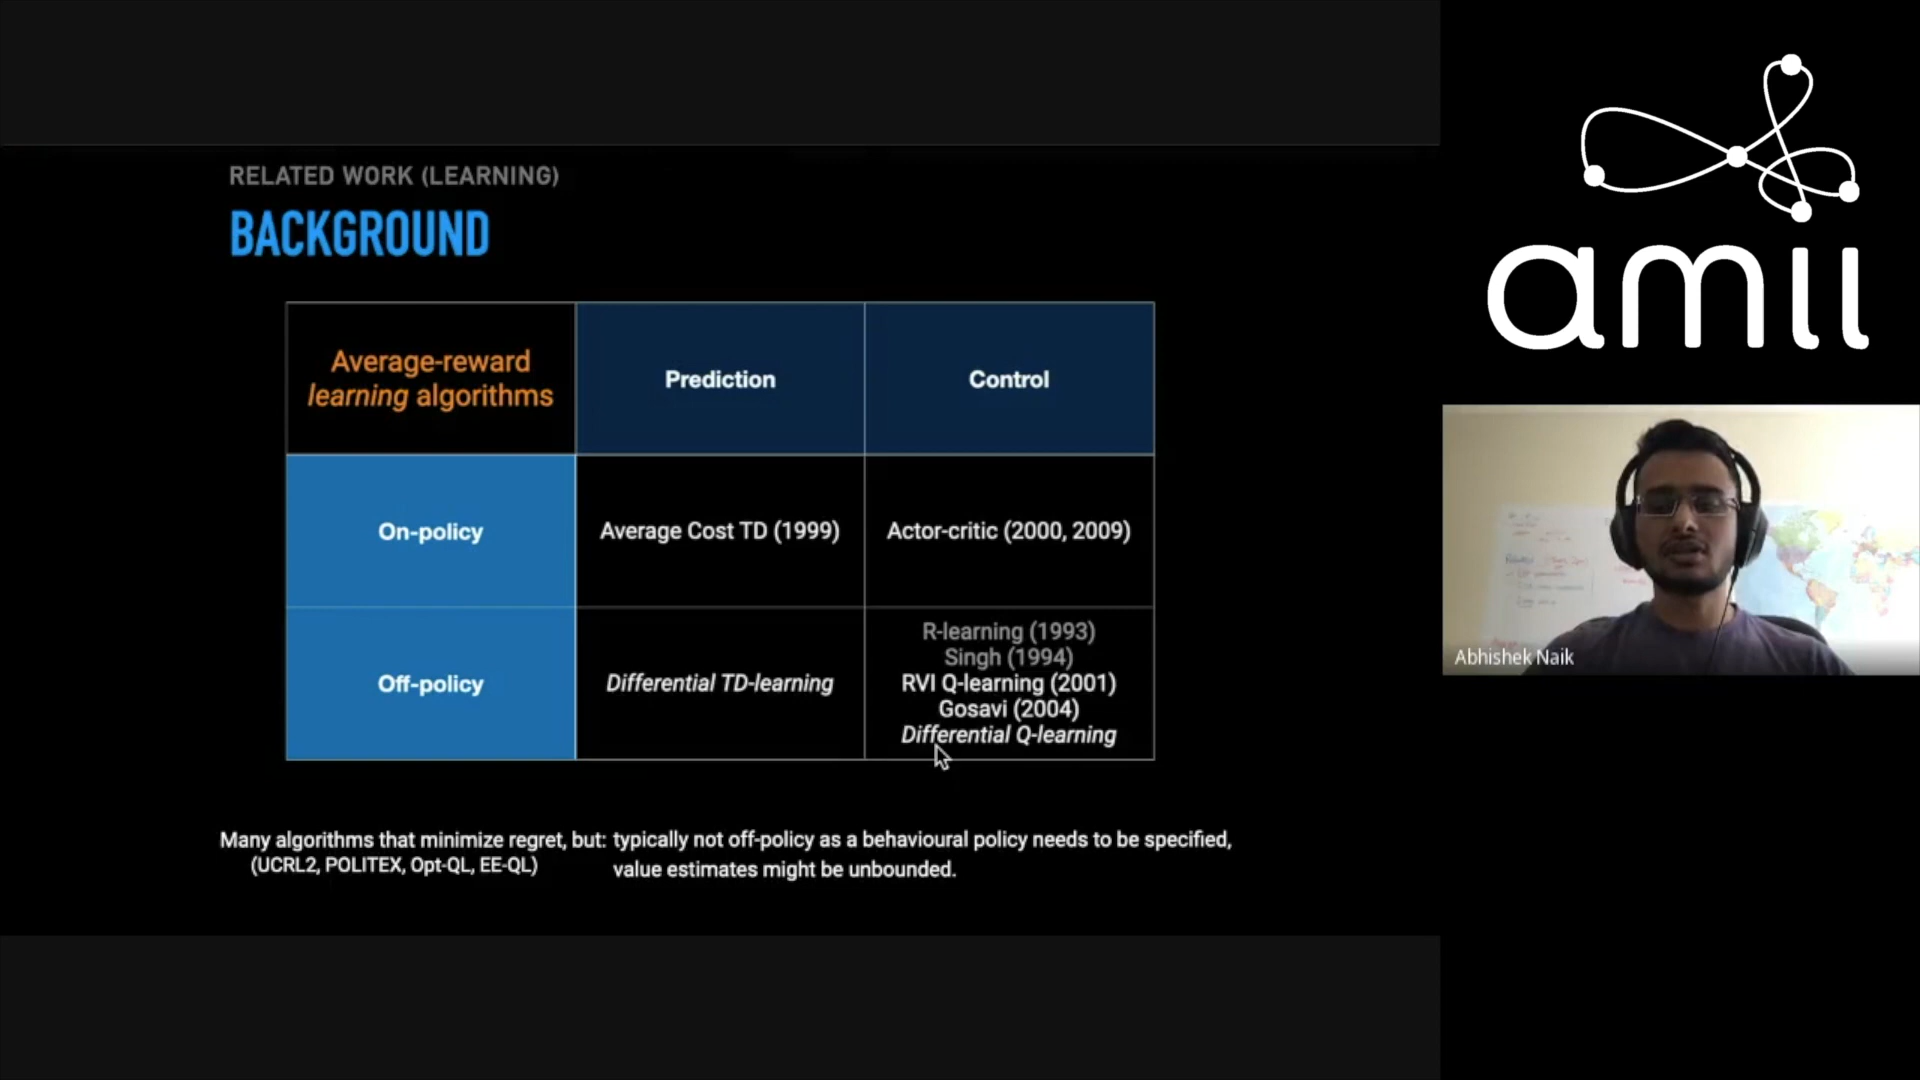 RELATED WORK (LEARNING)
BACKGROUND
Average-reward
learning algorithms
Prediction
Control
On-policy
Average Cost TD (1999)
Actor-critic (2000, 2009)
Off-policy
Differential TD-learning
R-learning (1993)
Singh (1994)
RVI Q-learning (2001)
Gosavi (2004)
Differential Q-learning
Many algorithms that minimize regret, but: typically not off-policy as a behavioural policy needs to be specified,
(UCRL2, POLITEX, Opt-QL, EE-QL)
value estimates might be unbounded.
amii
Abhishek Naik